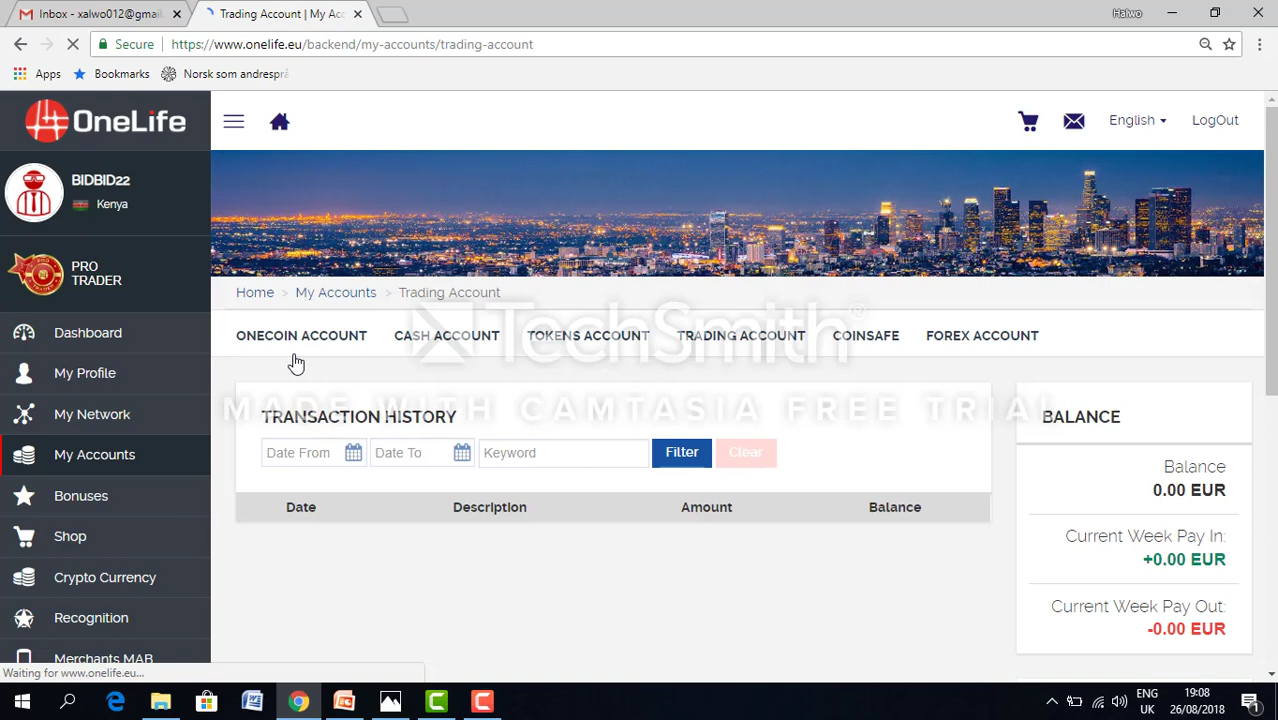 Inbox - xalwo012@gmail
Trading Account | My Acc
Halwo
Secure
https://www.onelife.eu/backend/my-accounts/trading-account
Apps
Bookmarks
Norsk som andrespråk
OneLife
English
LogOut
BIDBID22
Kenya
PRO
TRADER
Home > My Accounts > Trading Account
ONECOIN ACCOUNT
CASH ACCOUNT
TOKENS ACCOUNT
TRADING ACCOUNT
COINSAFE
FOREX ACCOUNT
TechSmith®
MADE WITH CAMTASIA FREE TRIAL
Dashboard
My Profile
My Network
My Accounts
Bonuses
Shop
Crypto Currency
Recognition
Merchants MAB
TRANSACTION HISTORY
Date From
Date To
Keyword
Filter
Clear
Date
Description
Amount
Balance
BALANCE
Balance
0.00 EUR
Current Week Pay In:
+0.00 EUR
Current Week Pay Out:
-0.00 EUR
Waiting for www.onelife.eu...
ENG
UK
19:08
26/08/2018
1